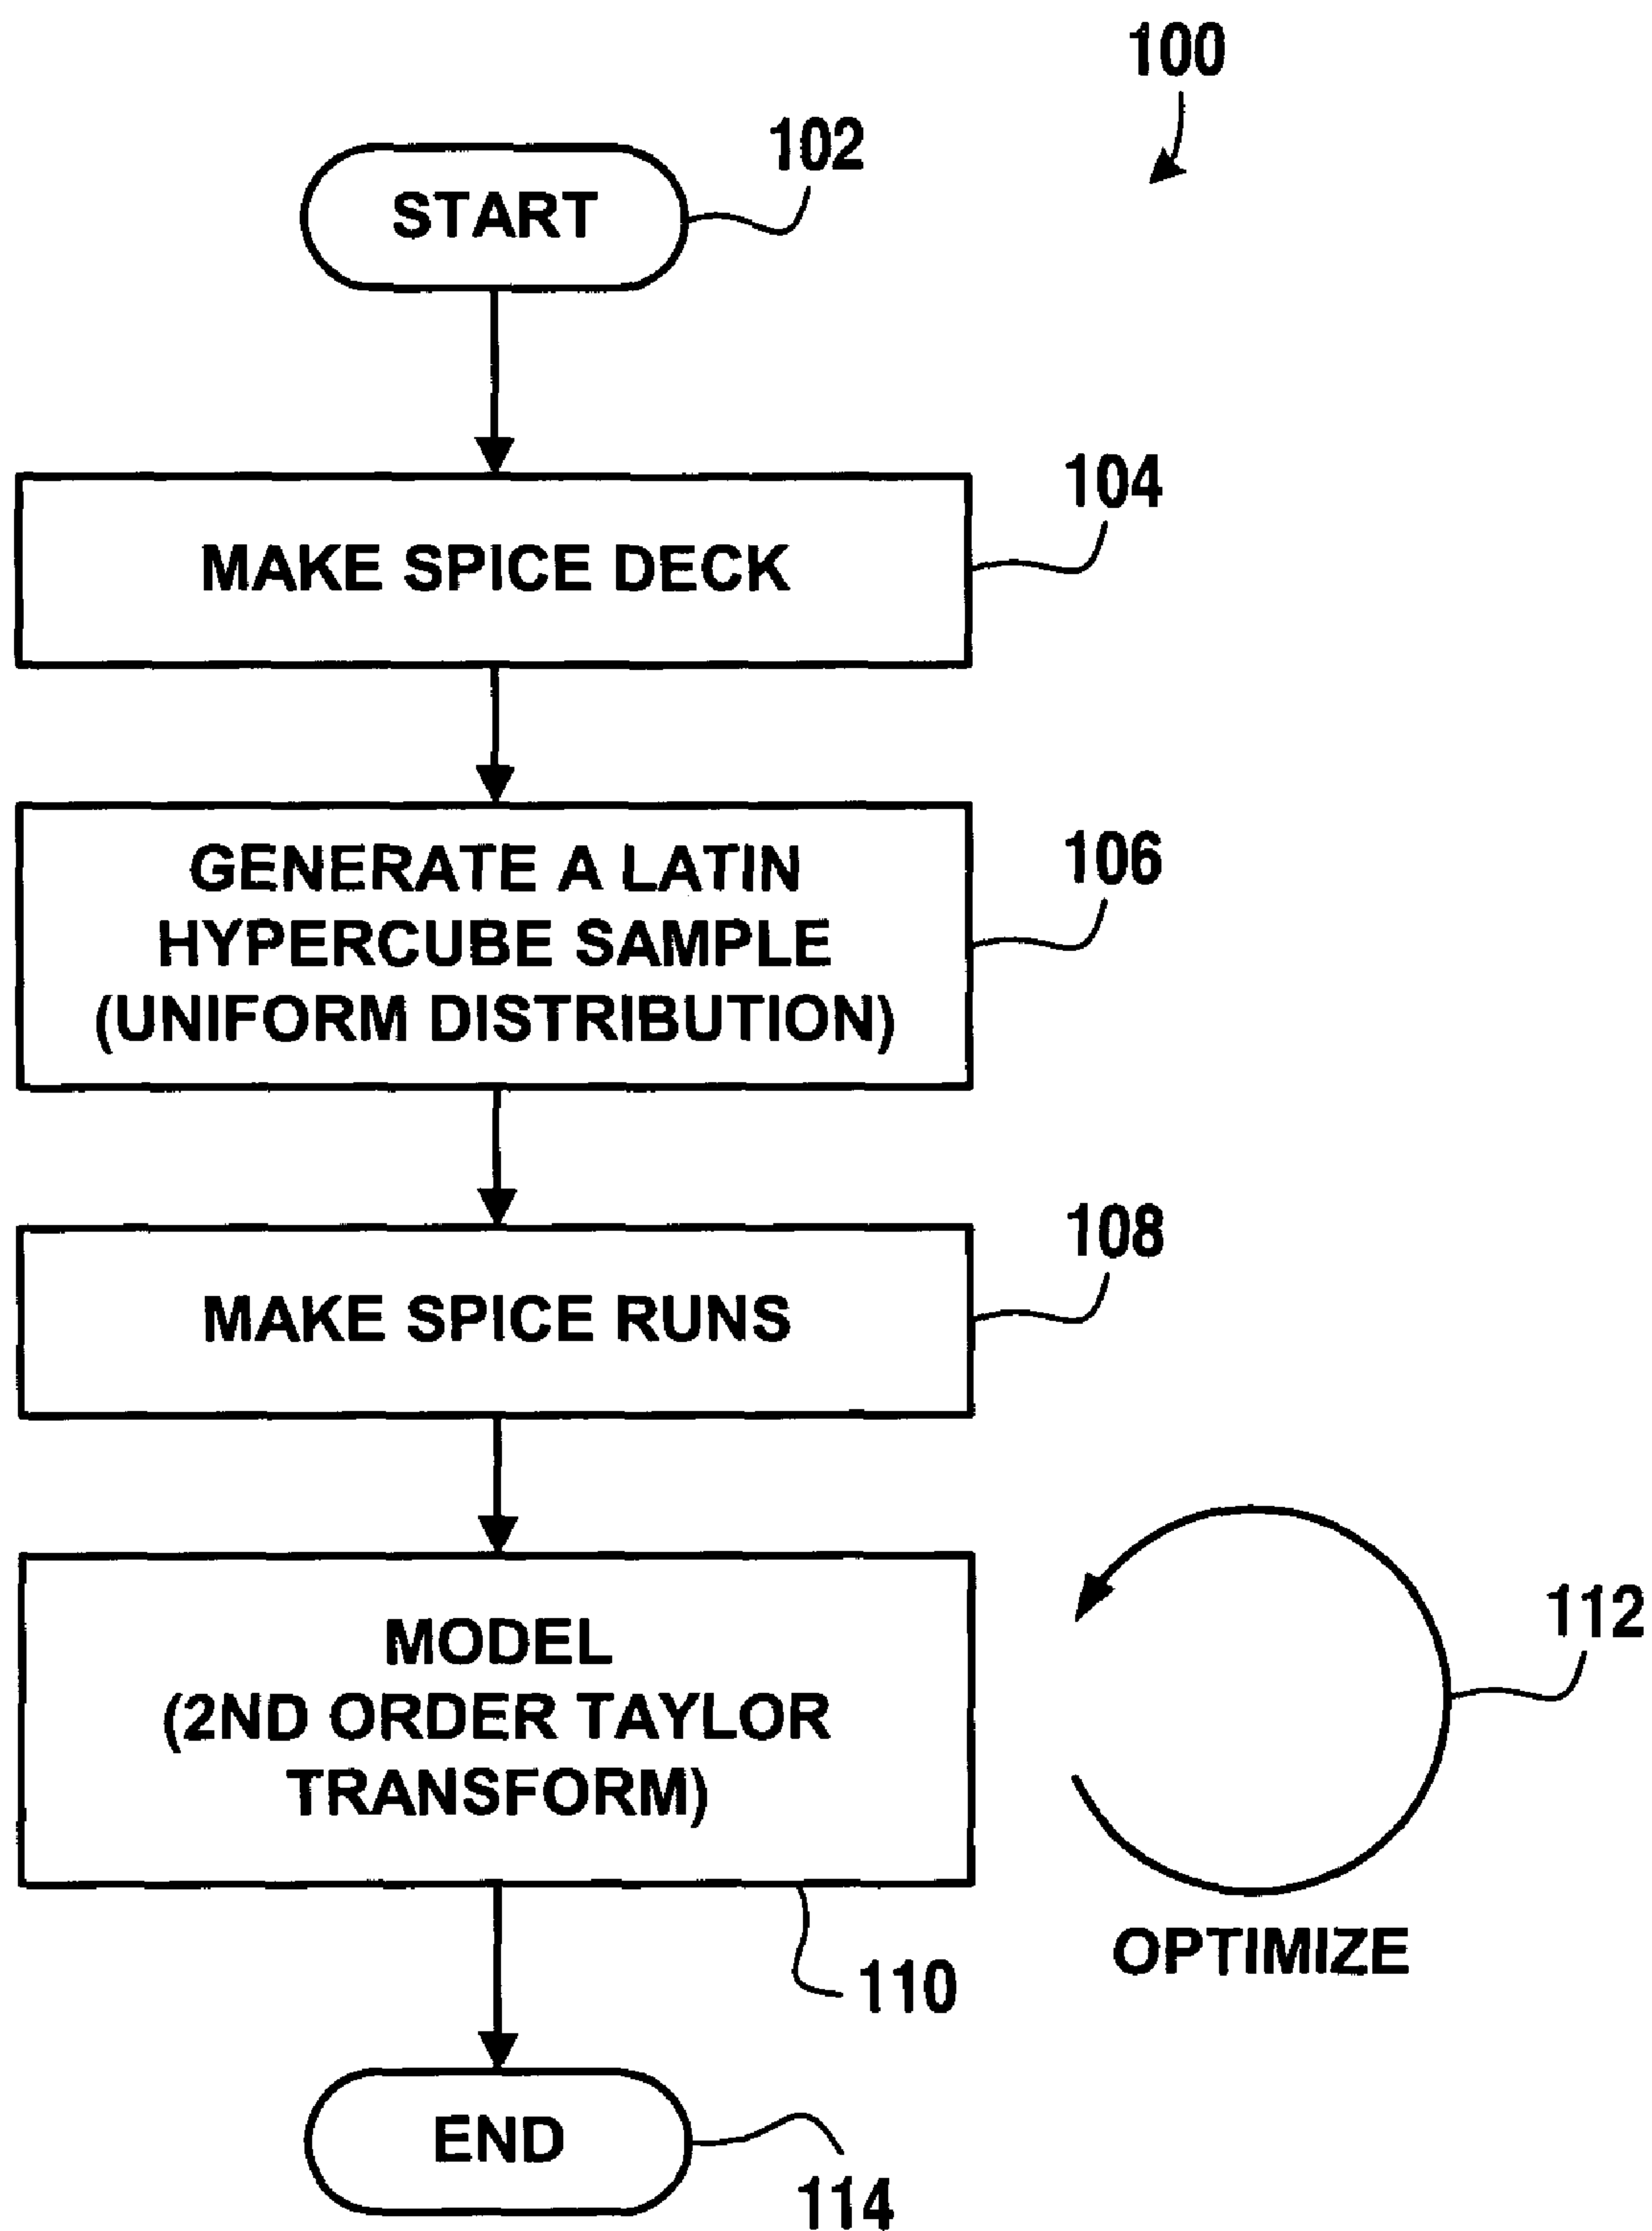 100
102
START
104
MAKE SPICE DECK
106
GENERATE A LATIN
HYPERCUBE SAMPLE
(UNIFORM DISTRIBUTION)
108
MAKE SPICE RUNS
112
MODEL
(2ND ORDER TAYLOR
TRANSFORM)
OPTIMIZE
110
END
114